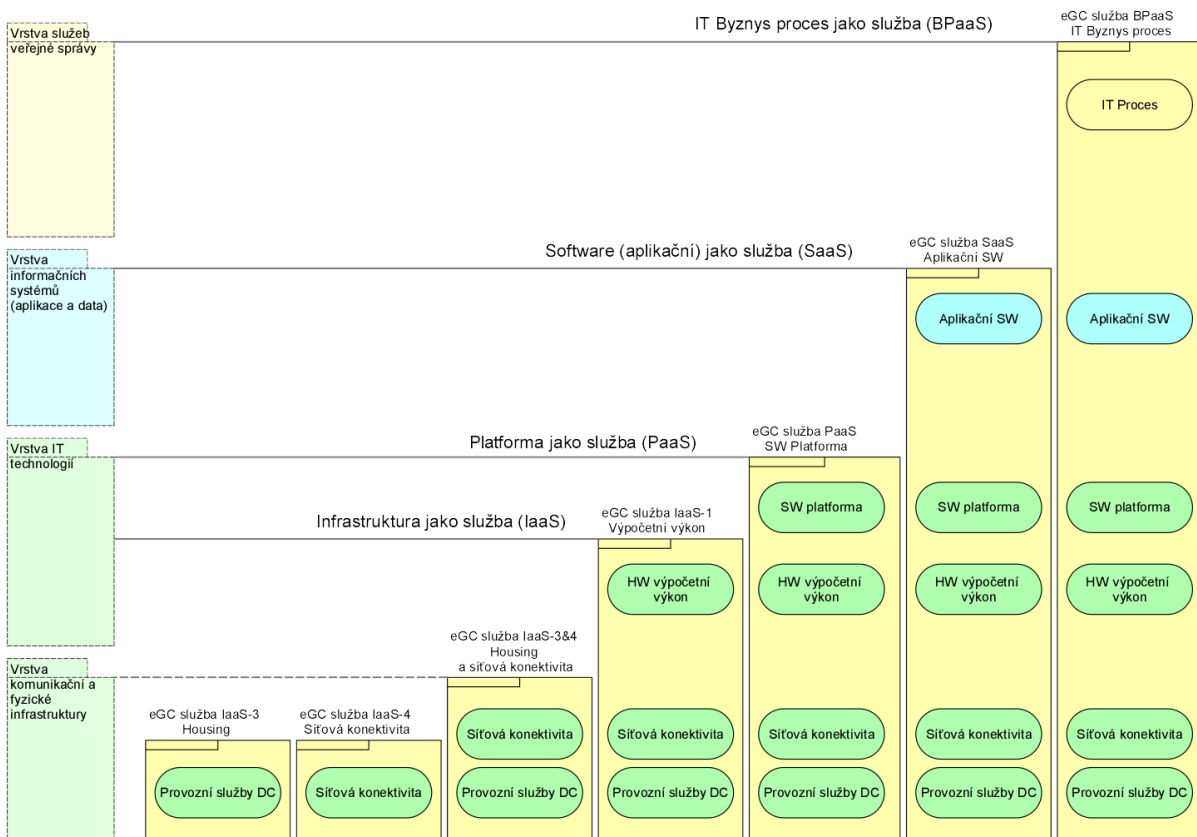 IT Byznys proces jako služba (BPaaS)
eGC služba BPaaS
IT Byznys proces
Vrstva služeb
veřejné správy
IT Proces
Software (aplikační) jako služba (SaaS)
eGC služba SaaS
Aplikační SW
Vrstva
informačních
systémů
(aplikace a data)
Aplikační SW
Aplikační SW
Platforma jako služba (PaaS)
eGC služba PaaS
SW Platforma
Vrstva IT
technologií
SW platforma
SW platforma
SW platforma
Infrastruktura jako služba (IaaS)
eGC služba IaaS-1
Výpočetní výkon
HW výpočetní
výkon
HW výpočetní
výkon
HW výpočetní
výkon
HW výpočetní
výkon
eGC služba IaaS-3&4
Housing
a síťová konektivita
Vrstva
komunikační a
fyzické
infrastruktury
eGC služba IaaS-3
Housing
eGC služba IaaS-4
Síťová konektivita
Síťová konektivita
Síťová konektivita
Síťová konektivita
Síťová konektivita
Síťová konektivita
Provozní služby DC
Síťová konektivita
Provozní služby DC
Provozní služby DC
Provozní služby DC
Provozní služby DC
Provozní služby DC